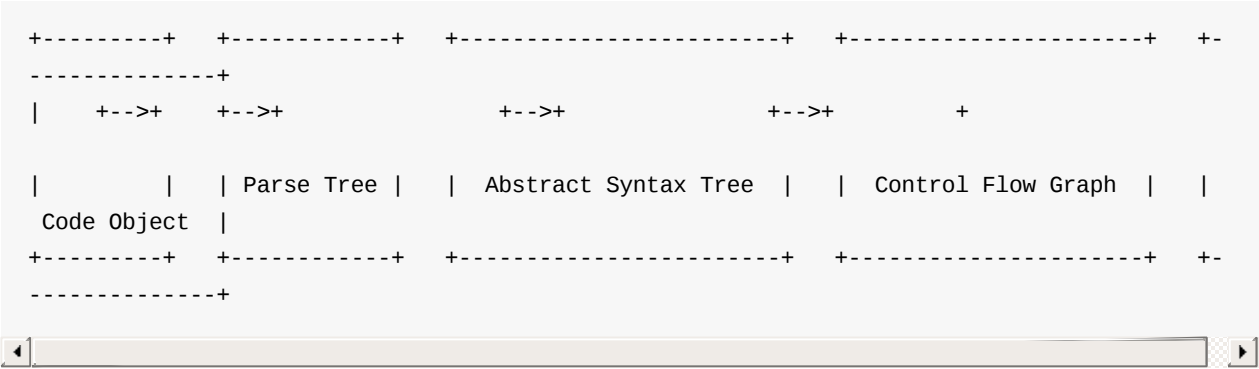 +---------+   +------------+   +------------------------+   +----------------------+   +-
--------------+
|    +-->+    +-->+                +-->+               +-->+         +
|         |   | Parse Tree |   |  Abstract Syntax Tree  |   |  Control Flow Graph  |   |
 Code Object  |
+---------+   +------------+   +------------------------+   +----------------------+   +-
--------------+